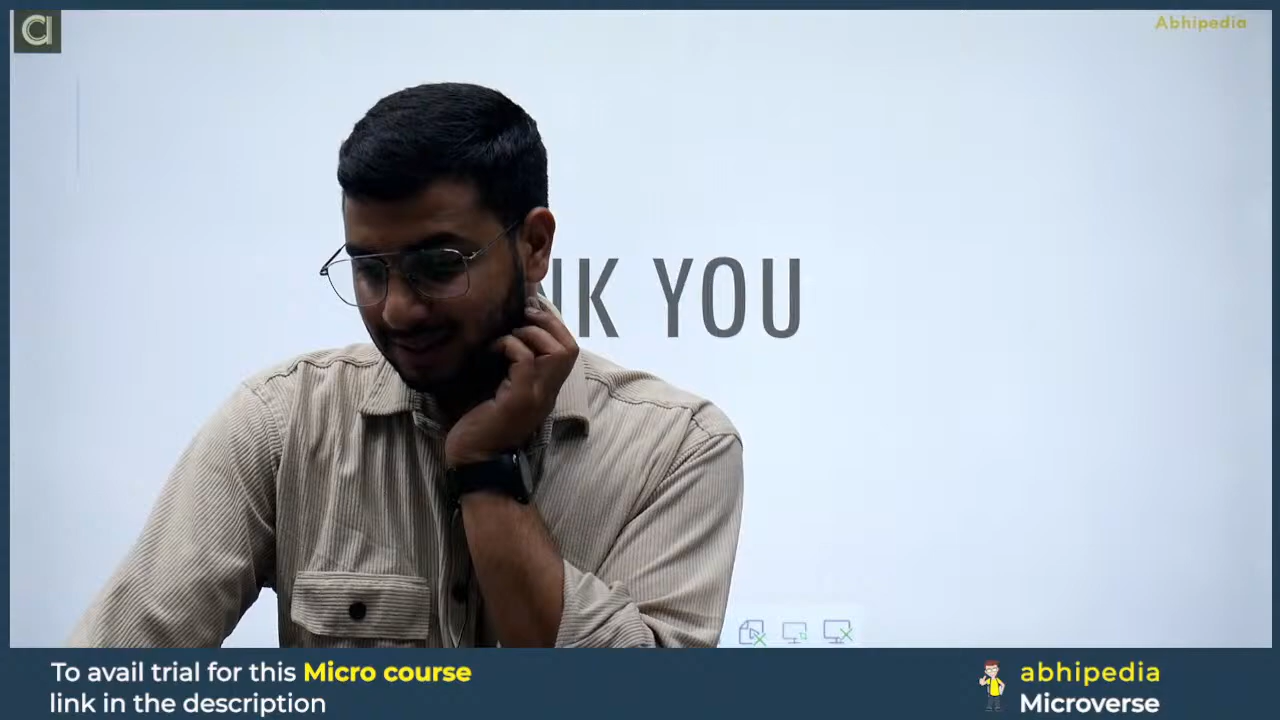 Abhipedia
NK YOU
To avail trial for this Micro course
link in the description
abhipedia
Microverse